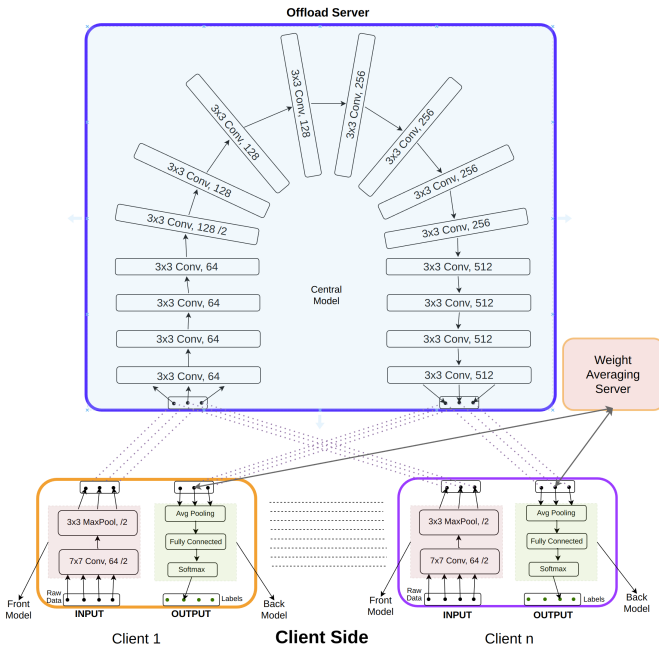 Offload Server
3x3 Conv, 64
3x3 Conv, 64
3x3 Conv, 64
3x3 Conv, 64
3x3 Conv, 128 /2
3x3 Conv, 128
3x3 Conv, 128
3x3 Conv, 128
3x3 Conv, 256
3x3 Conv, 256
3x3 Conv, 256
3x3 Conv, 256
3x3 Conv, 512
3x3 Conv, 512
3x3 Conv, 512
3x3 Conv, 512
Central
Model
Weight
Averaging
Server
3x3 MaxPool, /2
7x7 Conv, 64 /2
Raw
Data
INPUT
Front
Model
Avg Pooling
Fully Connected
Softmax
Labels
OUTPUT
Back
Model
Client 1
Client Side
3x3 MaxPool, /2
7x7 Conv, 64 /2
Raw
Data
INPUT
Front
Model
Avg Pooling
Fully Connected
Softmax
Labels
OUTPUT
Back
Model
Client n